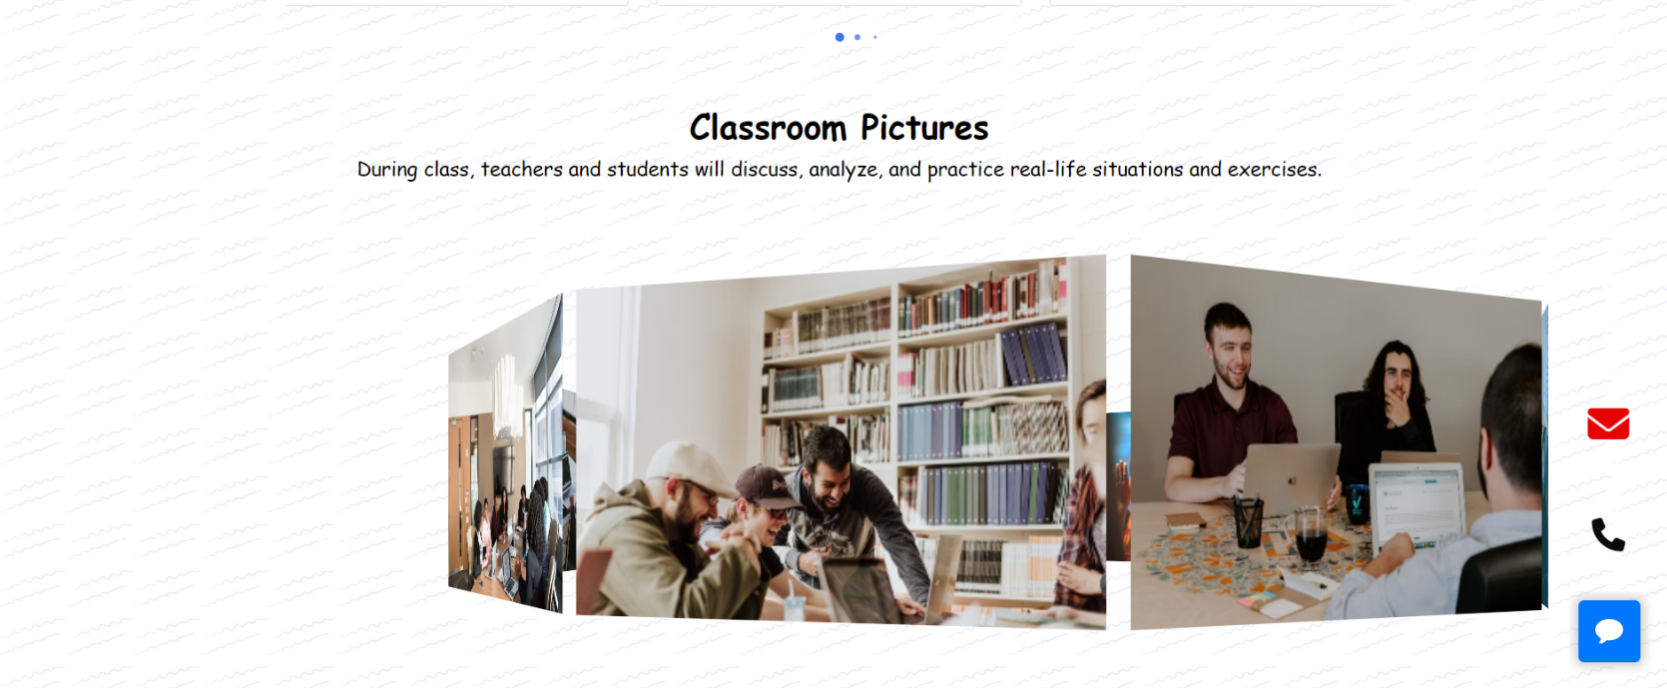 Classroom Pictures
During class, teachers and students will discuss, analyze, and practice real-life situations and exercises.